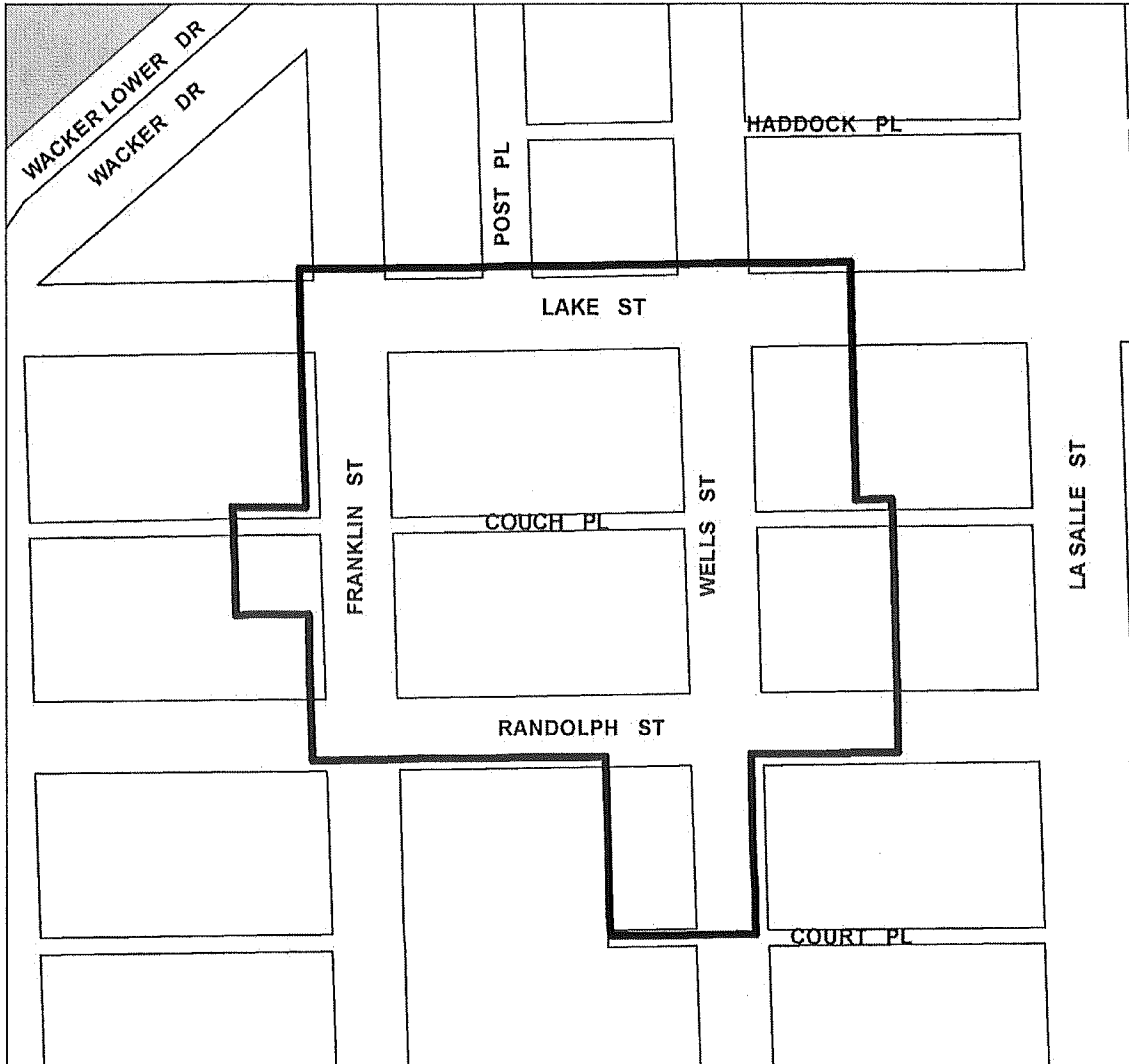 WACKER LOWER DR
WACKER DR
HADDOCK PL
POST PL
LAKE ST
FRANKLIN ST
COUCH PL
WELLS ST
LA SALLE ST
RANDOLPH ST
COURT PL